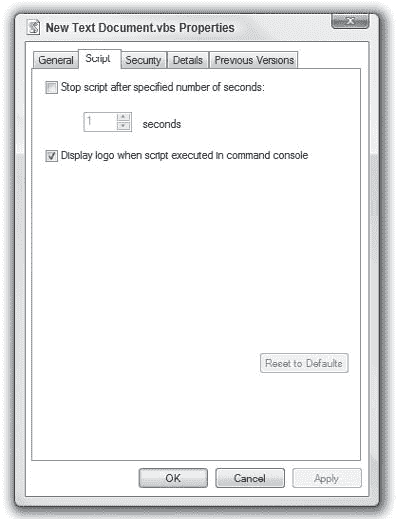 New Text Document.vbs Properties
General Script Security Details Previous Versions
Stop script after specified number of seconds:
1 seconds
Display logo when script executed in command console
Reset to Defaults
OK Cancel Apply